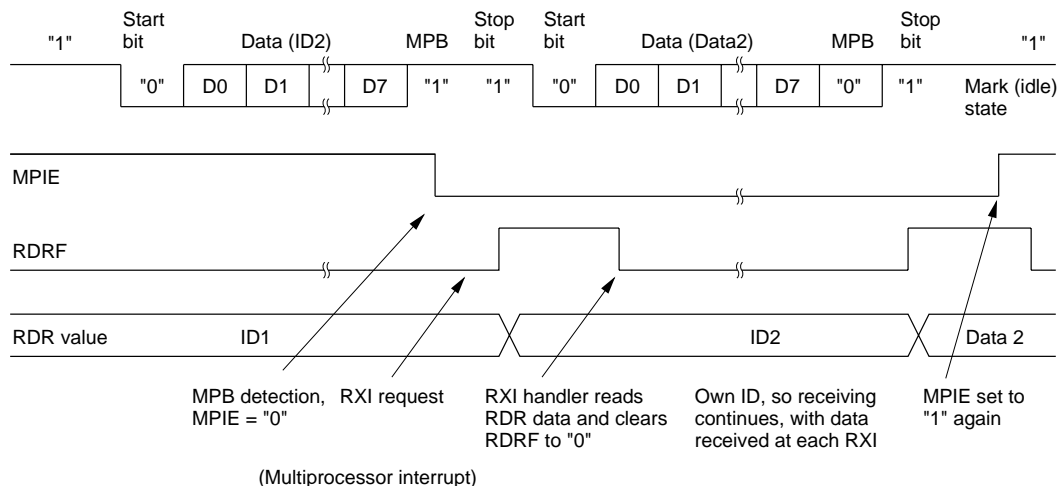 Start bit
Data (ID2)
MPB
Stop bit
Start bit
Data (Data2)
MPB
Stop bit
"1"
"1"
"0" D0 D1 D7 "1" "1" "0" D0 D1 D7 "0" "1" Mark (idle) state
MPIE
RDRF
RDR value ID1 ID2 Data 2
MPB detection,
MPIE = "0"
RXI request
RXI handler reads
RDR data and clears
RDRF to "0"
Own ID, so receiving
continues, with data
received at each RXI
MPIE set to
"1" again
(Multiprocessor interrupt)